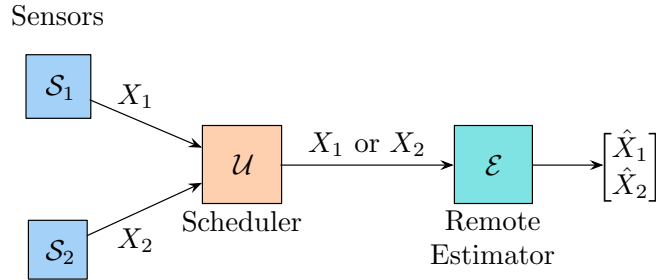 Sensors
𝒮₁
X₁
𝒰
X₁ or X₂
ℰ
[X̂₁
X̂₂]
Scheduler
Remote
Estimator
X₂
𝒮₂